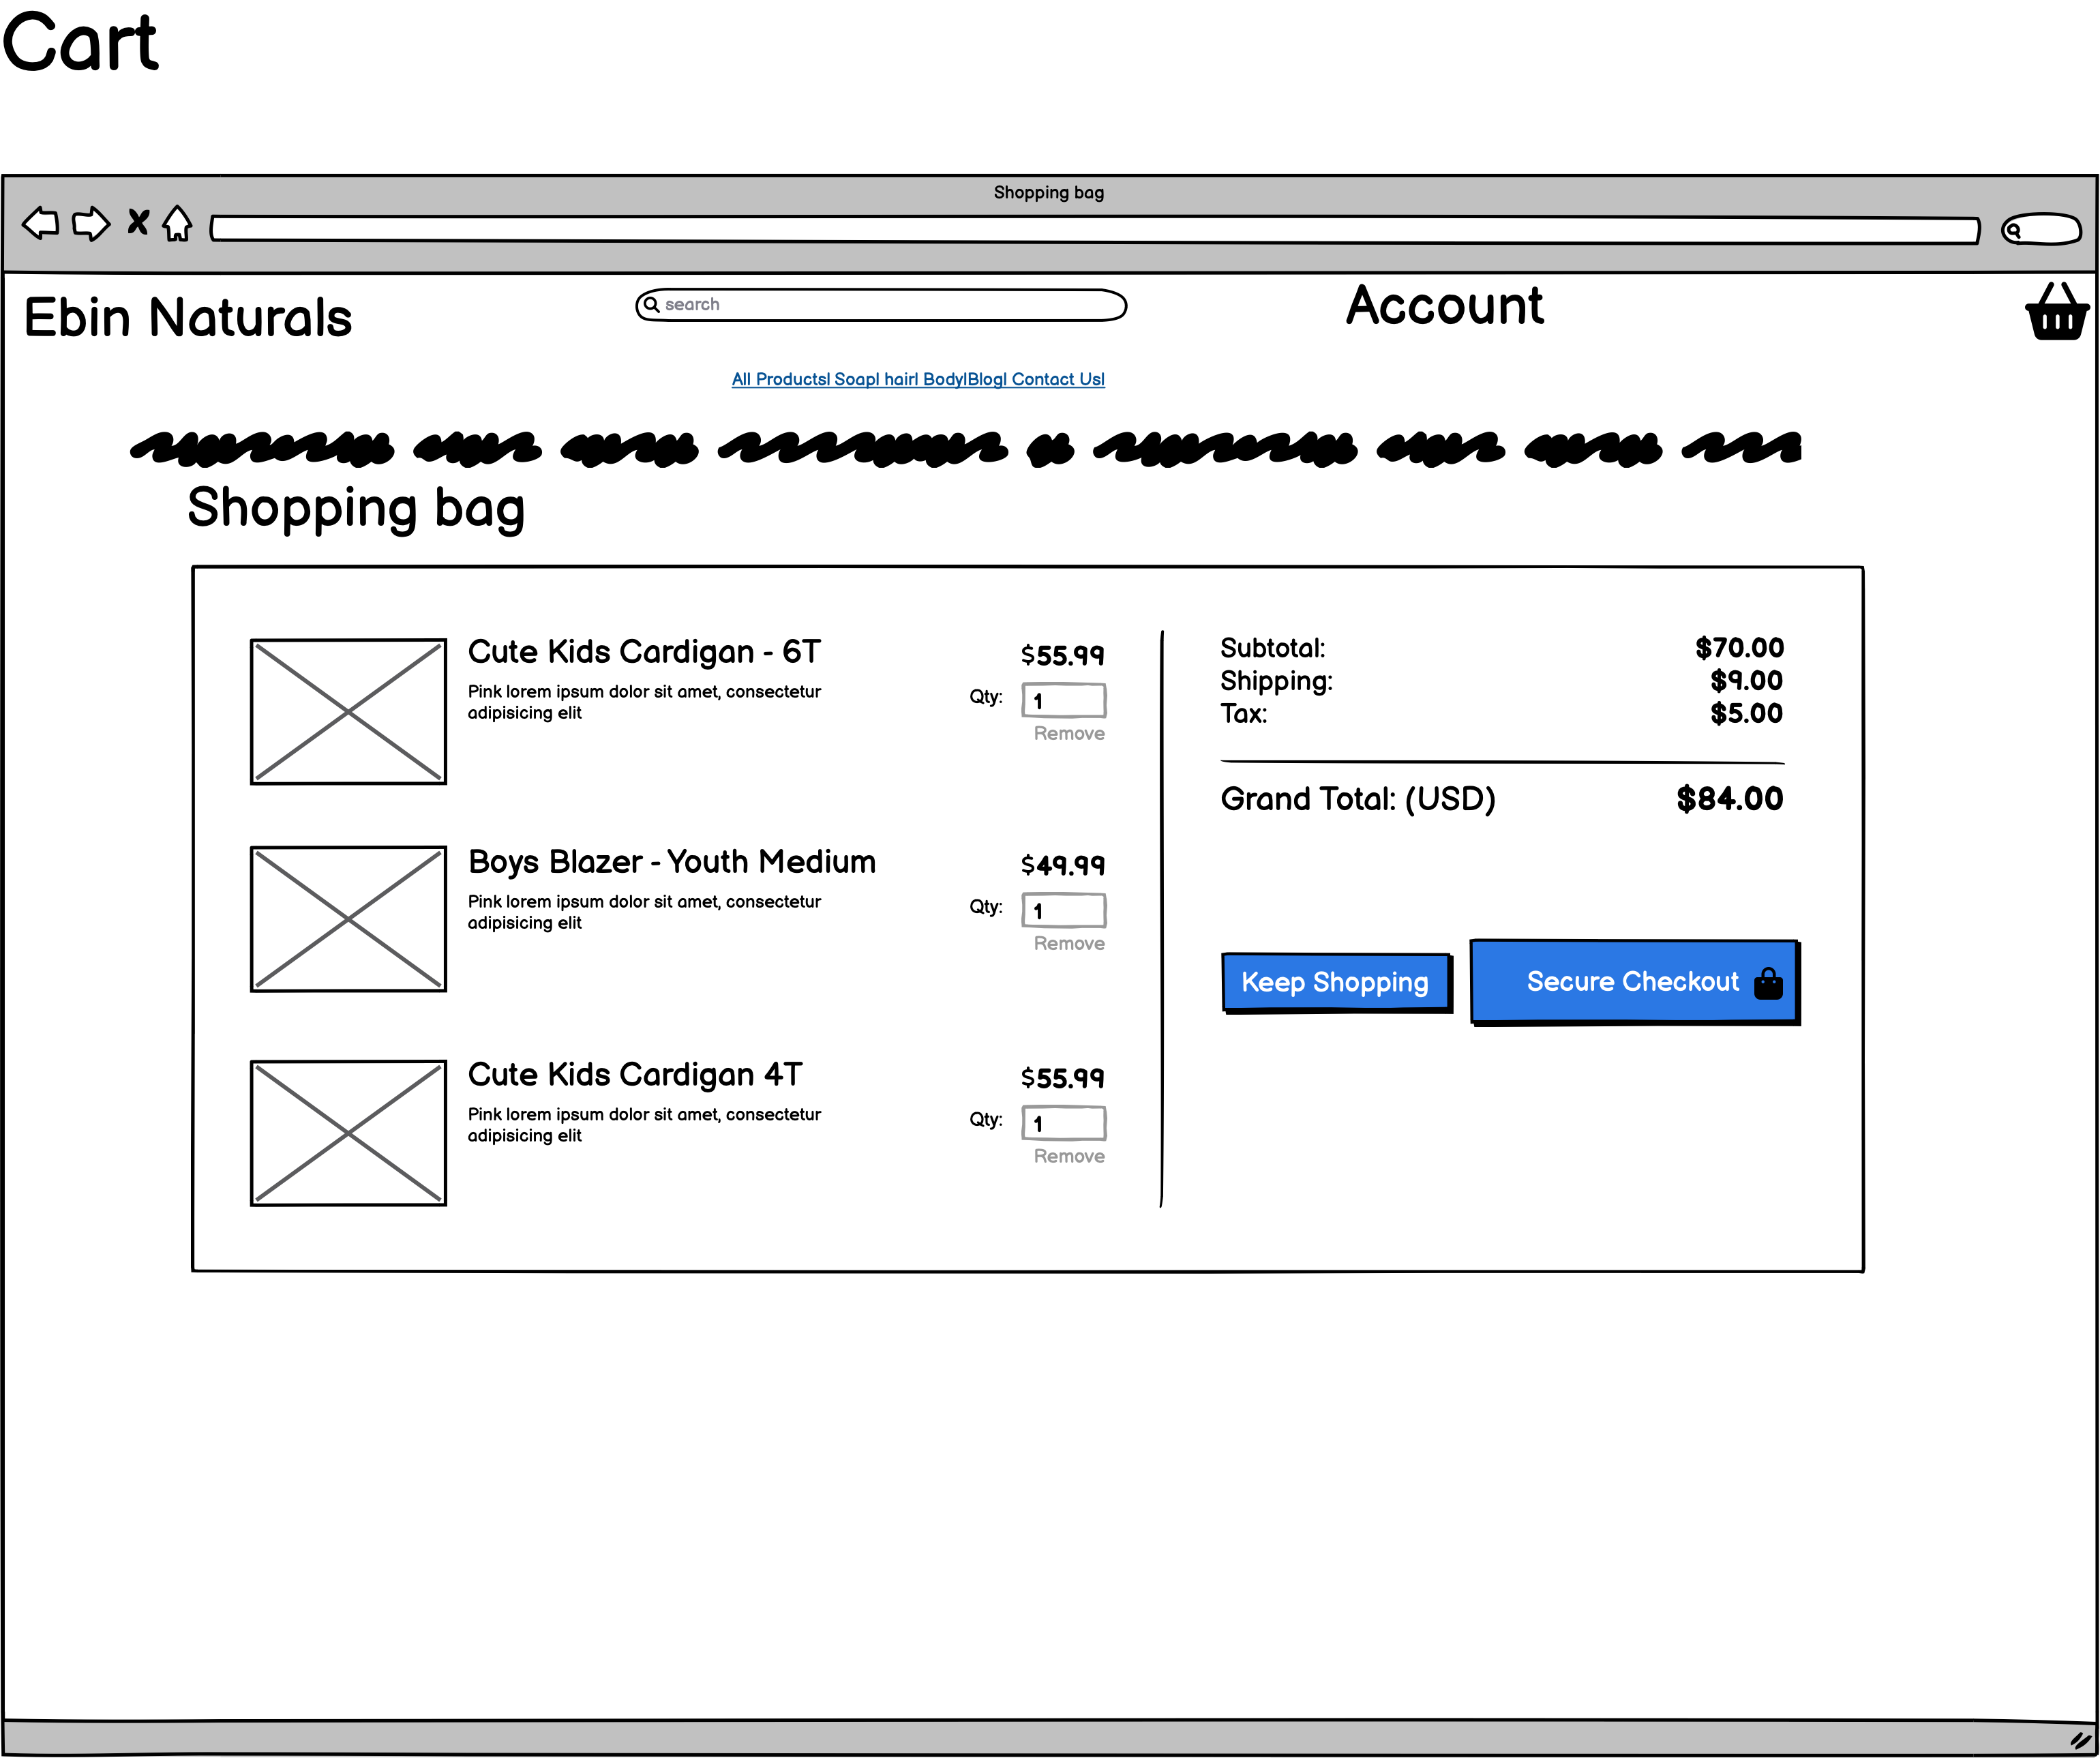 Cart
Shopping bag
Ebin Naturals
search
Account
All Products| Soap| hair| Body|Blog| Contact Us|
Shopping bag
Cute Kids Cardigan - 6T
$55.99
Pink lorem ipsum dolor sit amet, consectetur
adipisicing elit
Qty: 1
Remove
Boys Blazer - Youth Medium
$49.99
Pink lorem ipsum dolor sit amet, consectetur
adipisicing elit
Qty: 1
Remove
Cute Kids Cardigan 4T
$55.99
Pink lorem ipsum dolor sit amet, consectetur
adipisicing elit
Qty: 1
Remove
Subtotal: $70.00
Shipping: $9.00
Tax: $5.00
Grand Total: (USD) $84.00
Keep Shopping
Secure Checkout